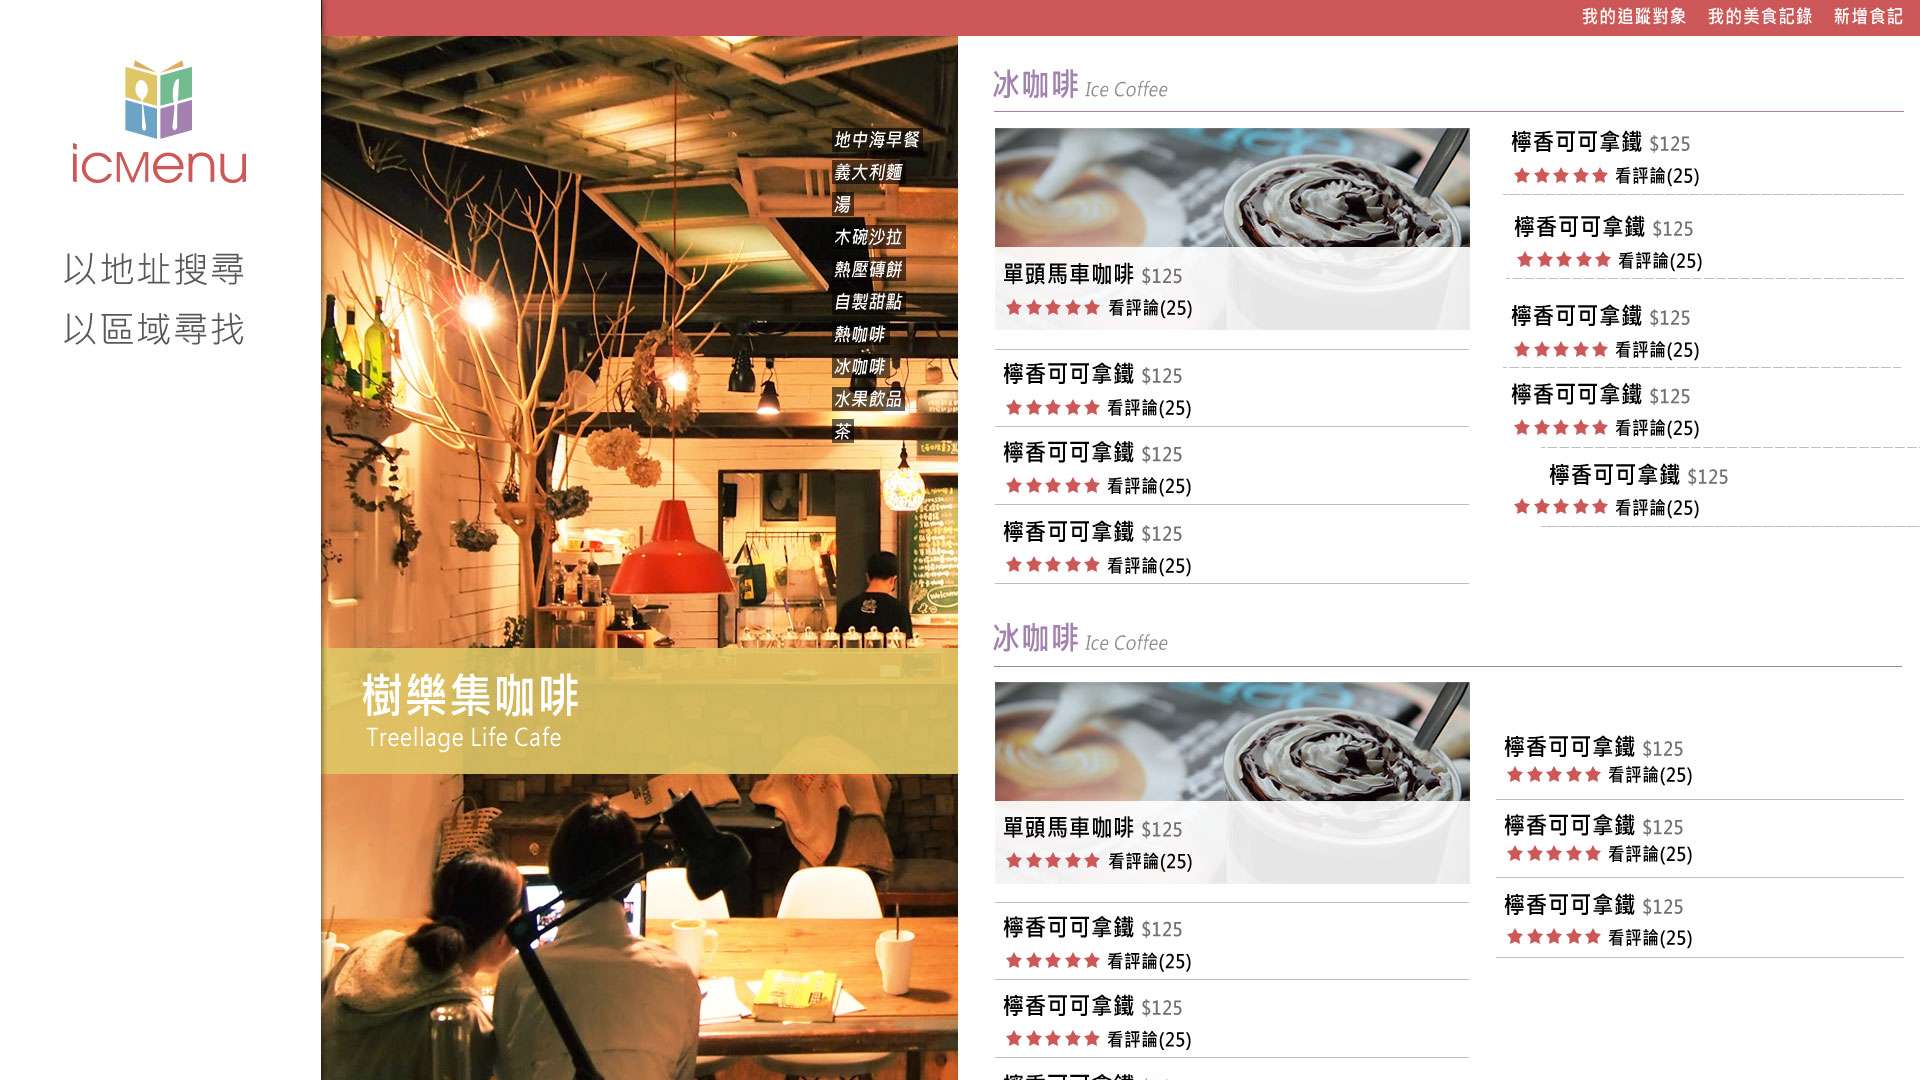 我的追蹤對象 我的美食記錄 新增食記
icMenu
以地址搜尋
以區域尋找
地中海早餐
義大利麵
湯
木碗沙拉
熱壓磚餅
自製甜點
熱咖啡
冰咖啡
水果飲品
茶
Welcome
樹樂集咖啡
Treellage Life Cafe
冰咖啡 Ice Coffee
單頭馬車咖啡 $125
★★★★★ 看評論(25)
檸香可可拿鐵 $125
★★★★★ 看評論(25)
檸香可可拿鐵 $125
★★★★★ 看評論(25)
檸香可可拿鐵 $125
★★★★★ 看評論(25)
檸香可可拿鐵 $125
★★★★★ 看評論(25)
檸香可可拿鐵 $125
★★★★★ 看評論(25)
檸香可可拿鐵 $125
★★★★★ 看評論(25)
檸香可可拿鐵 $125
★★★★★ 看評論(25)
檸香可可拿鐵 $125
★★★★★ 看評論(25)
冰咖啡 Ice Coffee
單頭馬車咖啡 $125
★★★★★ 看評論(25)
檸香可可拿鐵 $125
★★★★★ 看評論(25)
檸香可可拿鐵 $125
★★★★★ 看評論(25)
檸香可可拿鐵
檸香可可拿鐵 $125
★★★★★ 看評論(25)
檸香可可拿鐵 $125
★★★★★ 看評論(25)
檸香可可拿鐵 $125
★★★★★ 看評論(25)